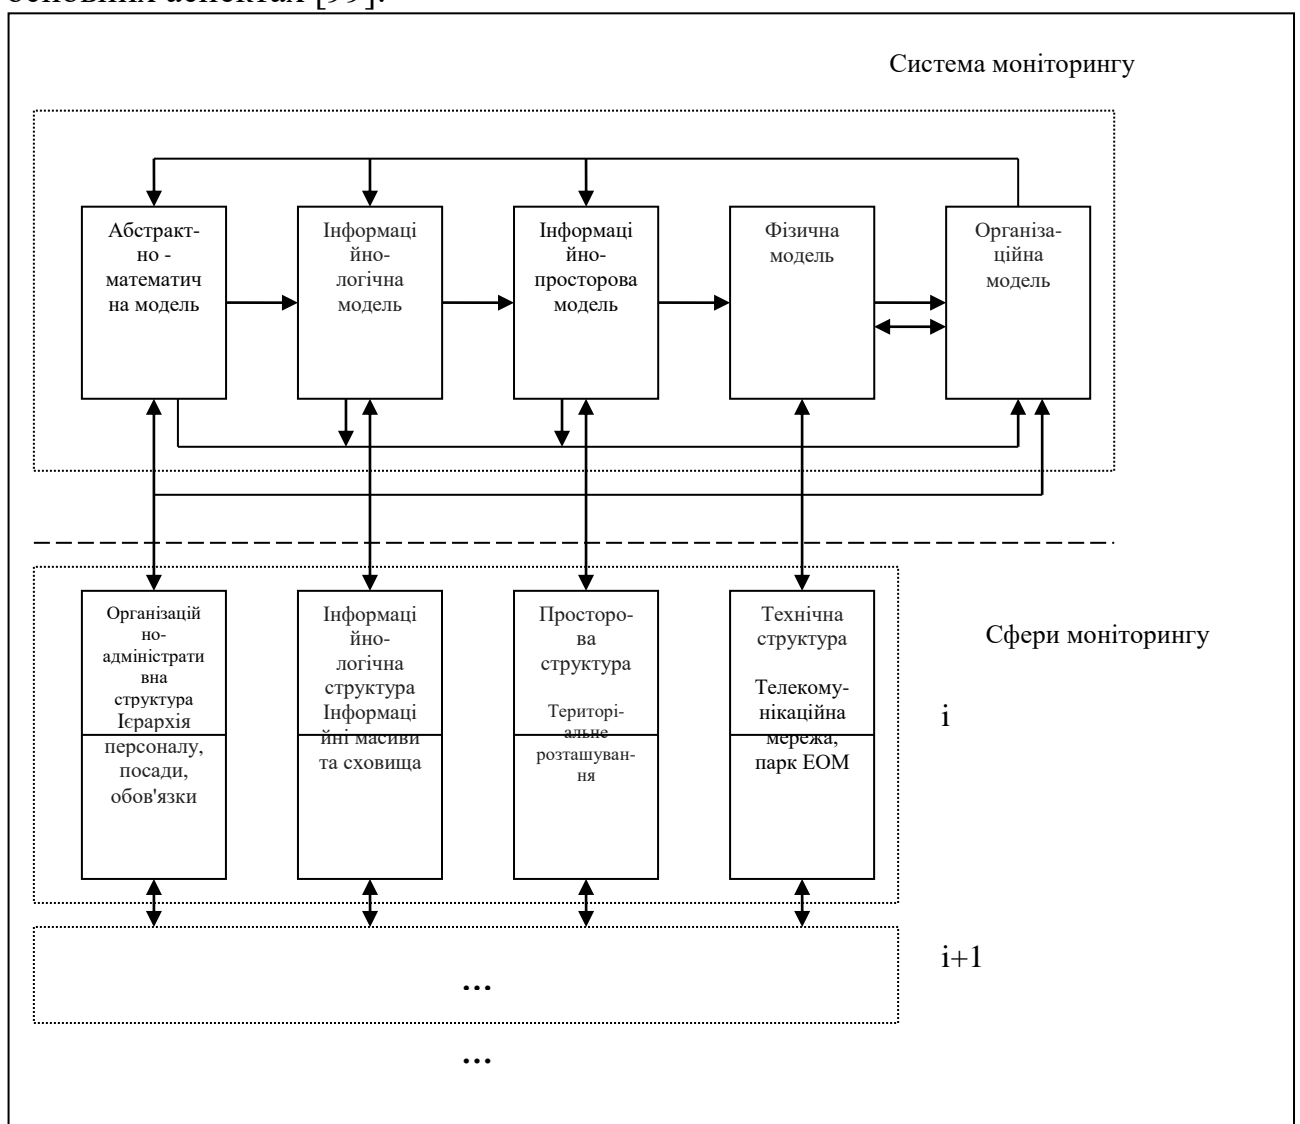 основних аспектах [99].
Система моніторингу
Абстракт-
но -
математич
на модель
Інформаці
йно-
логічна
модель
Інформаці
йно-
просторова
модель
Фізична
модель
Організа-
ційна
модель
Організацій
но-
адміністрати
вна
структура
Ієрархія
персоналу,
посади,
обов'язки
Інформаці
йно-
логічна
структура
Інформаці
йні масиви
та сховища
Просторо-
ва
структура
Територі-
альне
розташуван-
ня
Технічна
структура
Телекому-
нікаційна
мережа,
парк ЕОМ
Сфери моніторингу
i
i+1
...
...